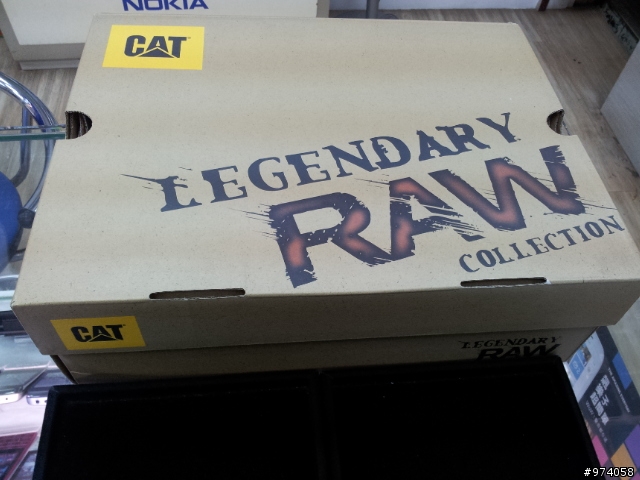 NOKIA
CAT
LEGENDARY
RAW
COLLECTION
CAT
LEGENDARY
RAW
#974058